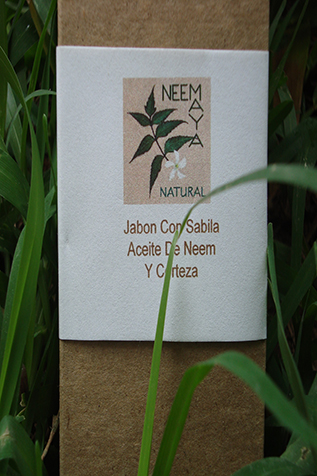 NEEM
MAYA
NATURAL
Jabon Con Sabila
Aceite De Neem
Y Corteza